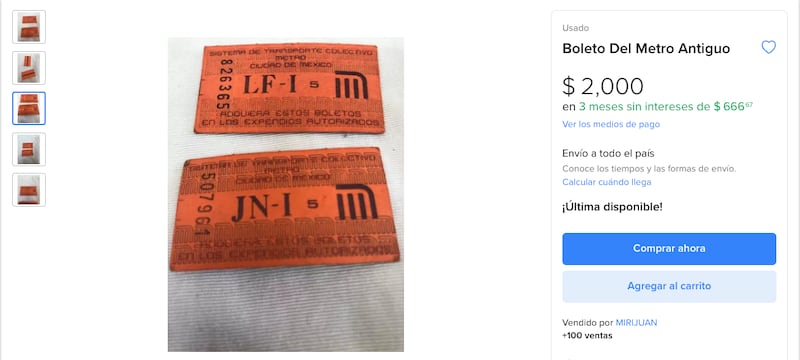 SISTEMA DE TRANSPORTE COLECTIVO
METRO
CIUDAD DE MEXICO
826365
LF-I 5
ADQUIERA ESTOS BOLETOS
EN LOS EXPENDIOS AUTORIZADOS
SISTEMA DE TRANSPORTE COLECTIVO
METRO
CIUDAD DE MEXICO
507961
JN-I 5
ADQUIERA ESTOS BOLETOS
EN LOS EXPENDIOS AUTORIZADOS
Usado
Boleto Del Metro Antiguo
$ 2,000
en 3 meses sin intereses de $ 666 67
Ver los medios de pago
Envío a todo el país
Conoce los tiempos y las formas de envío.
Calcular cuándo llega
¡Última disponible!
Comprar ahora
Agregar al carrito
Vendido por MIRIJUAN
+100 ventas